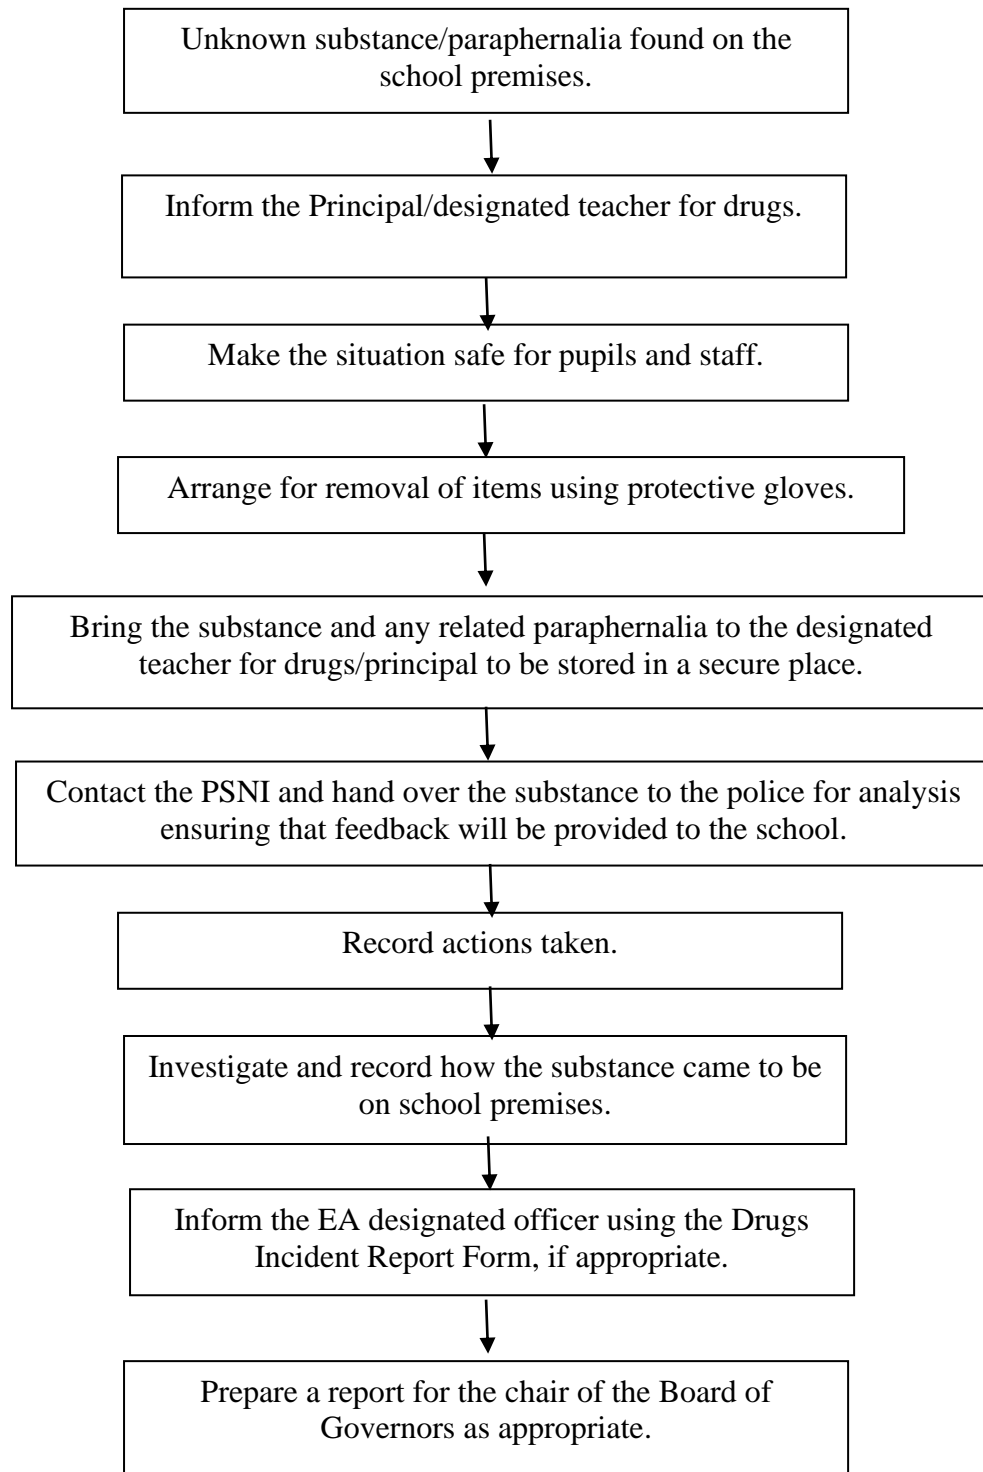 Unknown substance/paraphernalia found on the
school premises.
Inform the Principal/designated teacher for drugs.
Make the situation safe for pupils and staff.
Arrange for removal of items using protective gloves.
Bring the substance and any related paraphernalia to the designated
teacher for drugs/principal to be stored in a secure place.
Contact the PSNI and hand over the substance to the police for analysis
ensuring that feedback will be provided to the school.
Record actions taken.
Investigate and record how the substance came to be
on school premises.
Inform the EA designated officer using the Drugs
Incident Report Form, if appropriate.
Prepare a report for the chair of the Board of
Governors as appropriate.